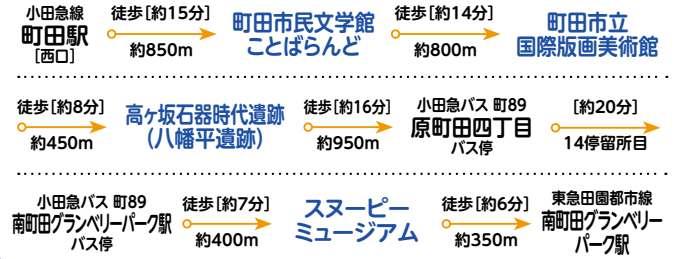 小田急線
町田駅
[西口]
徒歩[約15分]
約850m
町田市民文学館
ことばらんど
徒歩[約14分]
約800m
町田市立
国際版画美術館
徒歩[約8分]
約450m
高ヶ坂石器時代遺跡
(八幡平遺跡)
徒歩[約16分]
約950m
小田急バス 町89
原町田四丁目
バス停
[約20分]
14停留所目
小田急バス 町89
南町田グランベリーパーク駅
バス停
徒歩[約7分]
約400m
スヌーピー
ミュージアム
徒歩[約6分]
約350m
東急田園都市線
南町田グランベリー
パーク駅